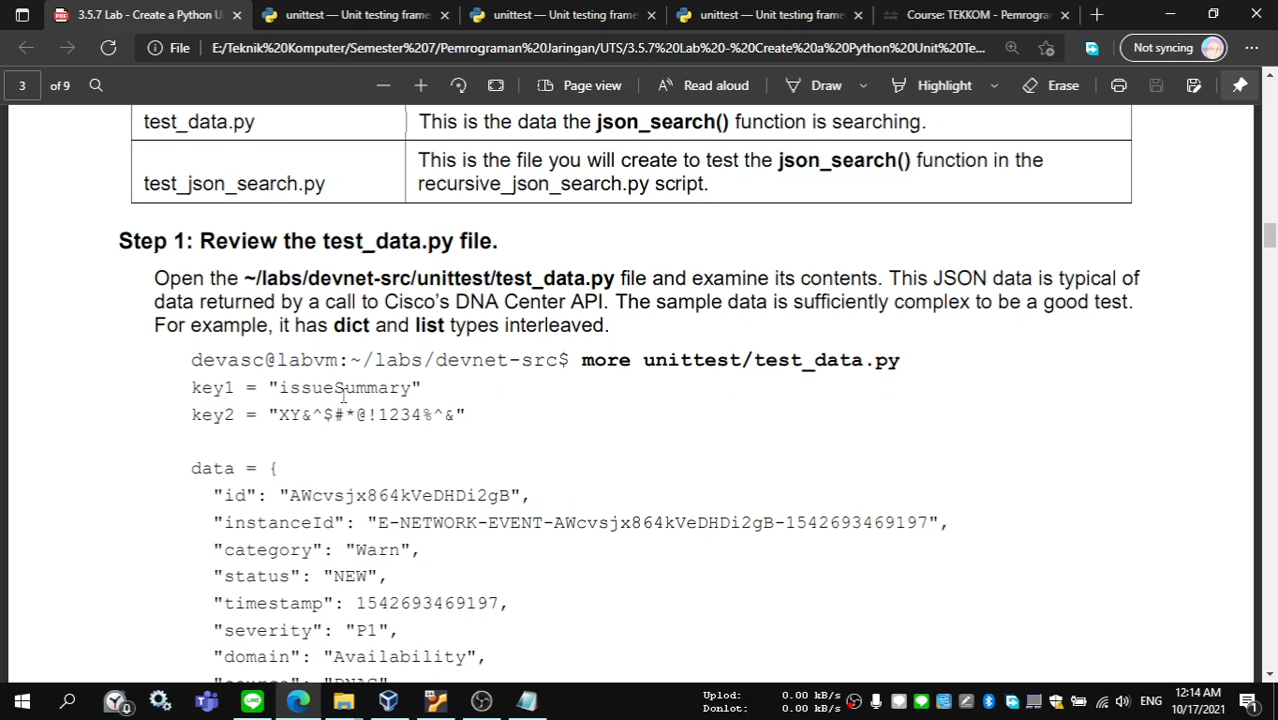 3.5.7 Lab - Create a Python U
unittest — Unit testing frame
unittest — Unit testing frame
unittest — Unit testing frame
Course: TEKKOM - Pemrogra
File
E:/Teknik%20Komputer/Semester%207/Pemrograman%20Jaringan/UTS/3.5.7%20Lab%20-%20Create%20a%20Python%20Unit%20Te...
Not syncing
3 of 9
Page view
Read aloud
Draw
Highlight
Erase
test_data.py This is the data the json_search() function is searching.
This is the file you will create to test the json_search() function in the
test_json_search.py recursive_json_search.py script.
Step 1: Review the test_data.py file.
Open the ~/labs/devnet-src/unittest/test_data.py file and examine its contents. This JSON data is typical of
data returned by a call to Cisco’s DNA Center API. The sample data is sufficiently complex to be a good test.
For example, it has dict and list types interleaved.
devasc@labvm:~/labs/devnet-src$ more unittest/test_data.py
key1 = "issueSummary"
key2 = "XY&^$#*@!1234%^&"
data = {
"id": "AWcvsjx864kVeDHDi2gB",
"instanceId": "E-NETWORK-EVENT-AWcvsjx864kVeDHDi2gB-1542693469197",
"category": "Warn",
"status": "NEW",
"timestamp": 1542693469197,
"severity": "P1",
"domain": "Availability",
Uplod: 0.00 kB/s
Donlot: 0.00 kB/s
ENG
12:14 AM
10/17/2021